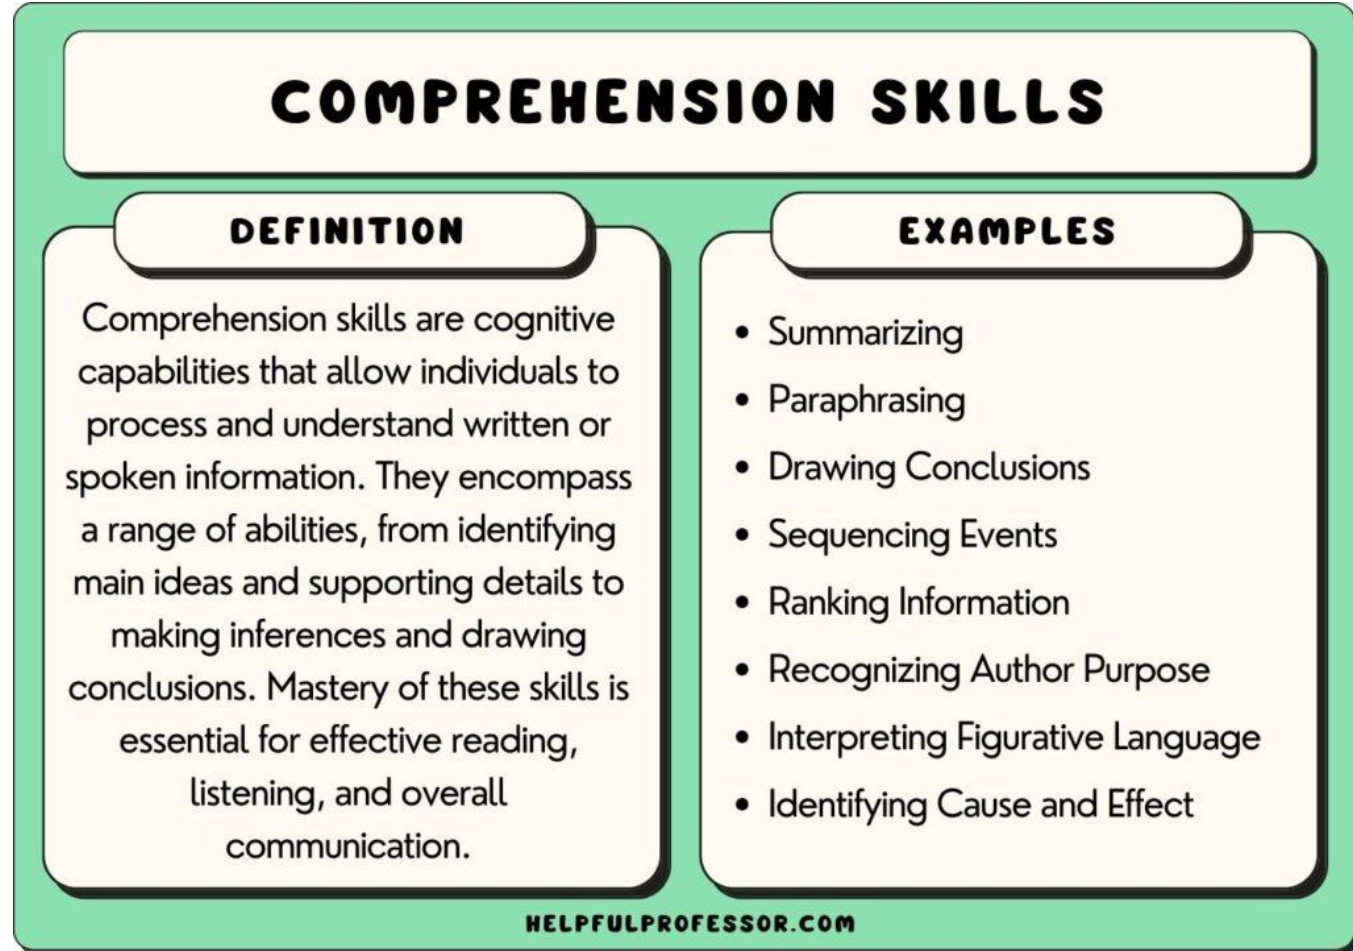 COMPREHENSION SKILLS
DEFINITION
Comprehension skills are cognitive
capabilities that allow individuals to
process and understand written or
spoken information. They encompass
a range of abilities, from identifying
main ideas and supporting details to
making inferences and drawing
conclusions. Mastery of these skills is
essential for effective reading,
listening, and overall
communication.
EXAMPLES
• Summarizing
• Paraphrasing
• Drawing Conclusions
• Sequencing Events
• Ranking Information
• Recognizing Author Purpose
• Interpreting Figurative Language
• Identifying Cause and Effect
HELPFULPROFESSOR.COM